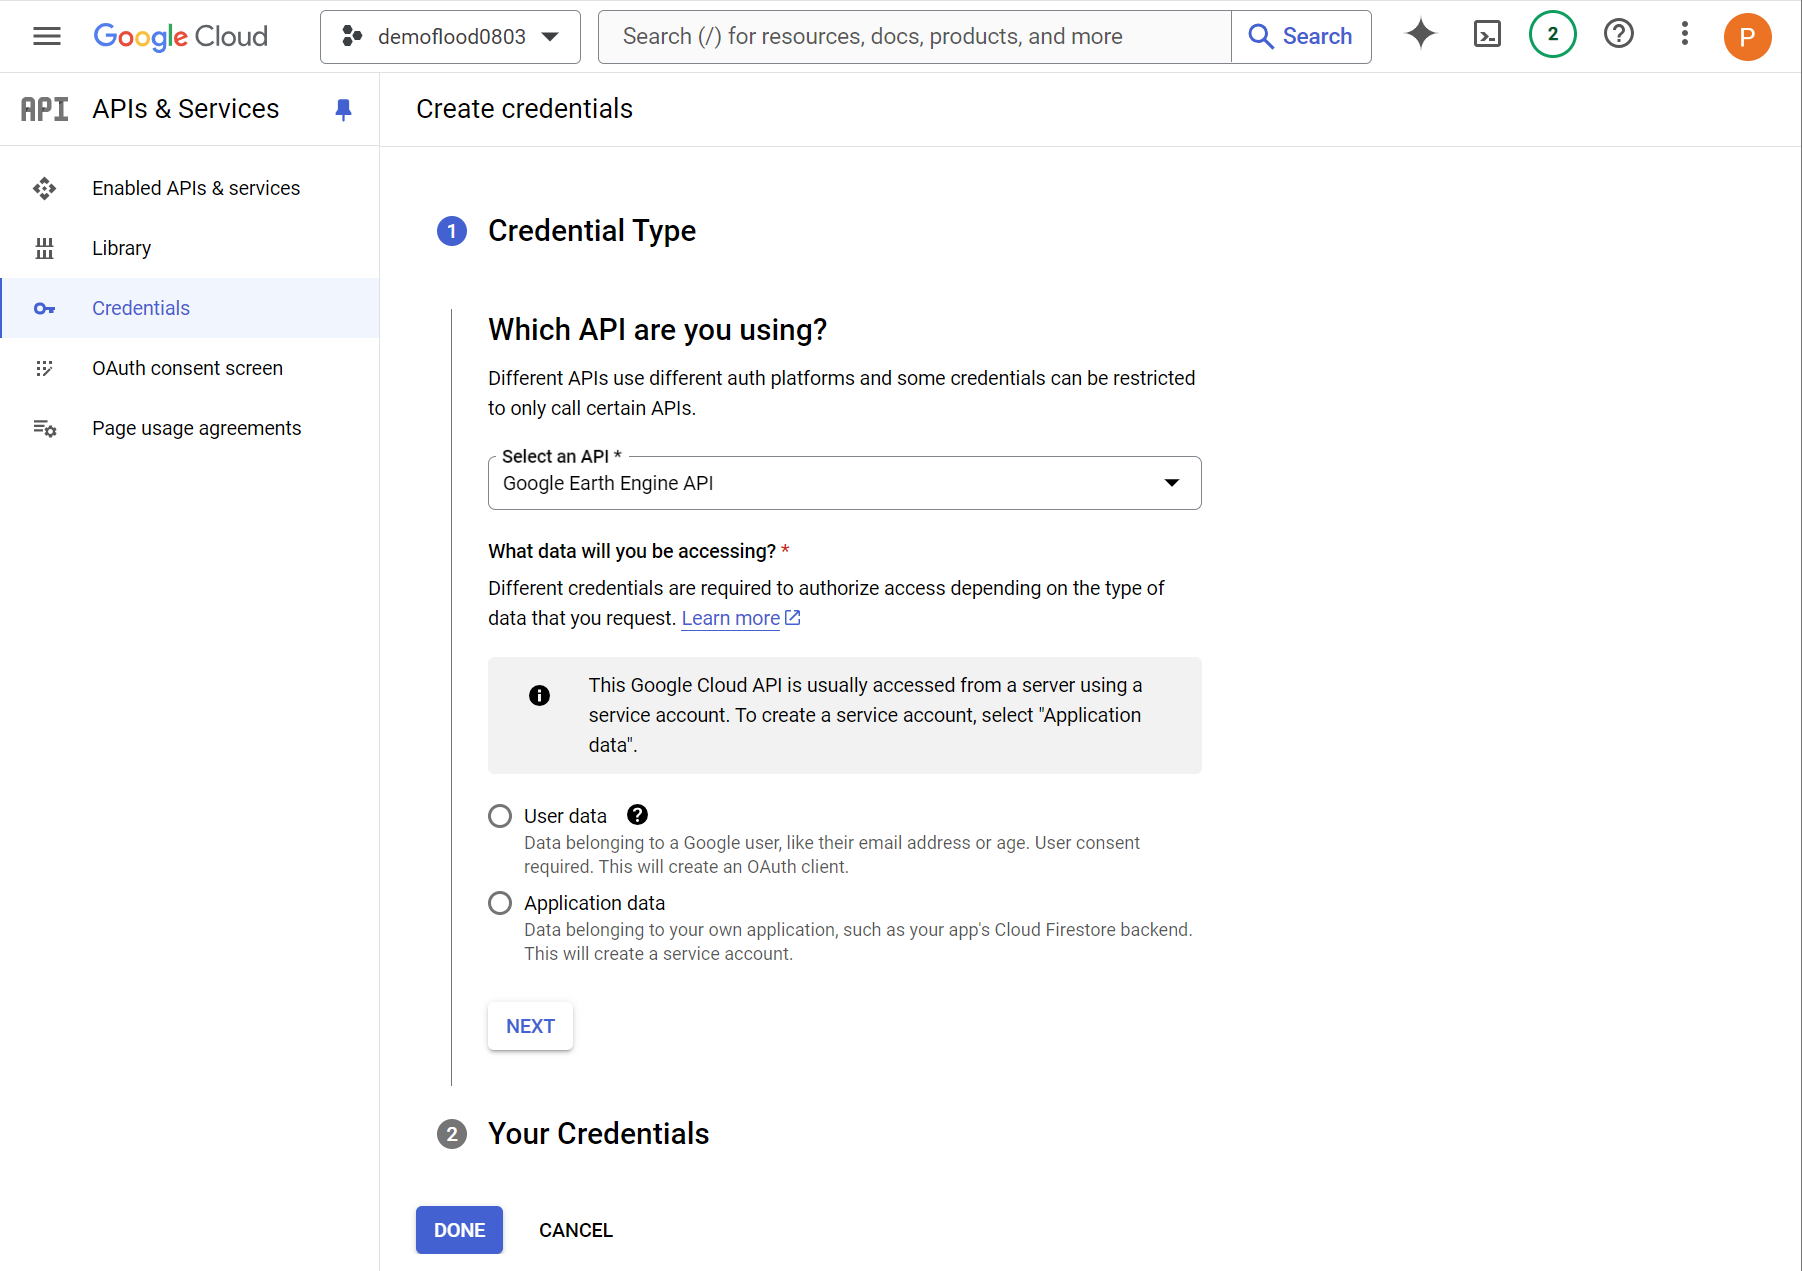 Google Cloud
demoflood0803
Search (/) for resources, docs, products, and more
Search
2
P
API
APIs & Services
Create credentials
Enabled APIs & services
Library
Credentials
OAuth consent screen
Page usage agreements
1
Credential Type
Which API are you using?
Different APIs use different auth platforms and some credentials can be restricted
to only call certain APIs.
Select an API *
Google Earth Engine API
What data will you be accessing? *
Different credentials are required to authorize access depending on the type of
data that you request. Learn more
This Google Cloud API is usually accessed from a server using a
service account. To create a service account, select "Application
data".
User data
Data belonging to a Google user, like their email address or age. User consent
required. This will create an OAuth client.
Application data
Data belonging to your own application, such as your app's Cloud Firestore backend.
This will create a service account.
NEXT
2
Your Credentials
DONE
CANCEL